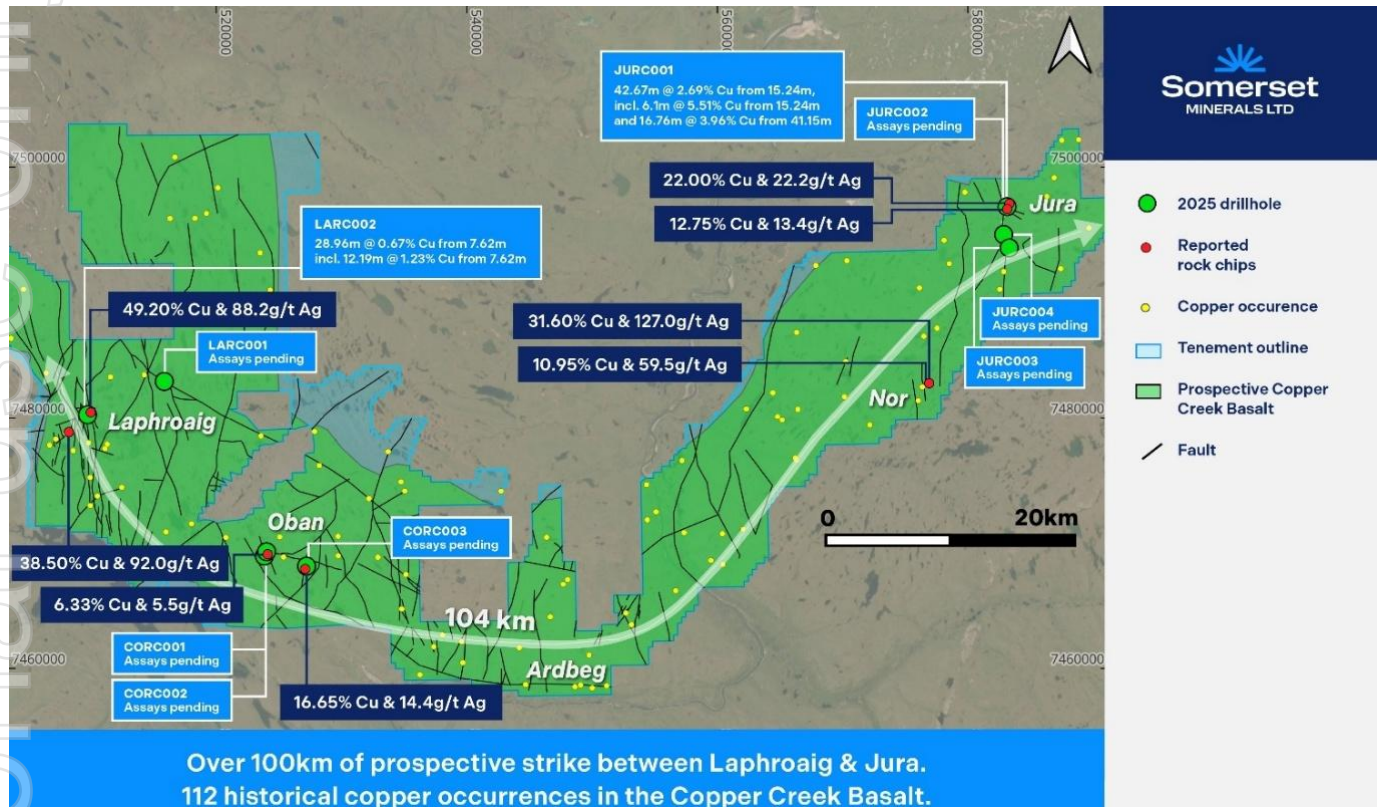 520000
540000
560000
580000
7500000
7500000
7480000
7480000
7460000
7460000
JURC001
42.67m @ 2.69% Cu from 15.24m,
incl. 6.1m @ 5.51% Cu from 15.24m
and 16.76m @ 3.96% Cu from 41.15m
JURC002
Assays pending
22.00% Cu & 22.2g/t Ag
12.75% Cu & 13.4g/t Ag
Jura
LARC002
28.96m @ 0.67% Cu from 7.62m
incl. 12.19m @ 1.23% Cu from 7.62m
49.20% Cu & 88.2g/t Ag
LARC001
Assays pending
31.60% Cu & 127.0g/t Ag
10.95% Cu & 59.5g/t Ag
JURC004
Assays pending
JURC003
Assays pending
Nor
Laphroaig
Oban
CORC003
Assays pending
0 20km
38.50% Cu & 92.0g/t Ag
6.33% Cu & 5.5g/t Ag
104 km
Ardbeg
CORC001
Assays pending
CORC002
Assays pending
16.65% Cu & 14.4g/t Ag
Over 100km of prospective strike between Laphroaig & Jura.
112 historical copper occurrences in the Copper Creek Basalt.
Somerset
MINERALS LTD
2025 drillhole
Reported
rock chips
Copper occurence
Tenement outline
Prospective Copper
Creek Basalt
Fault